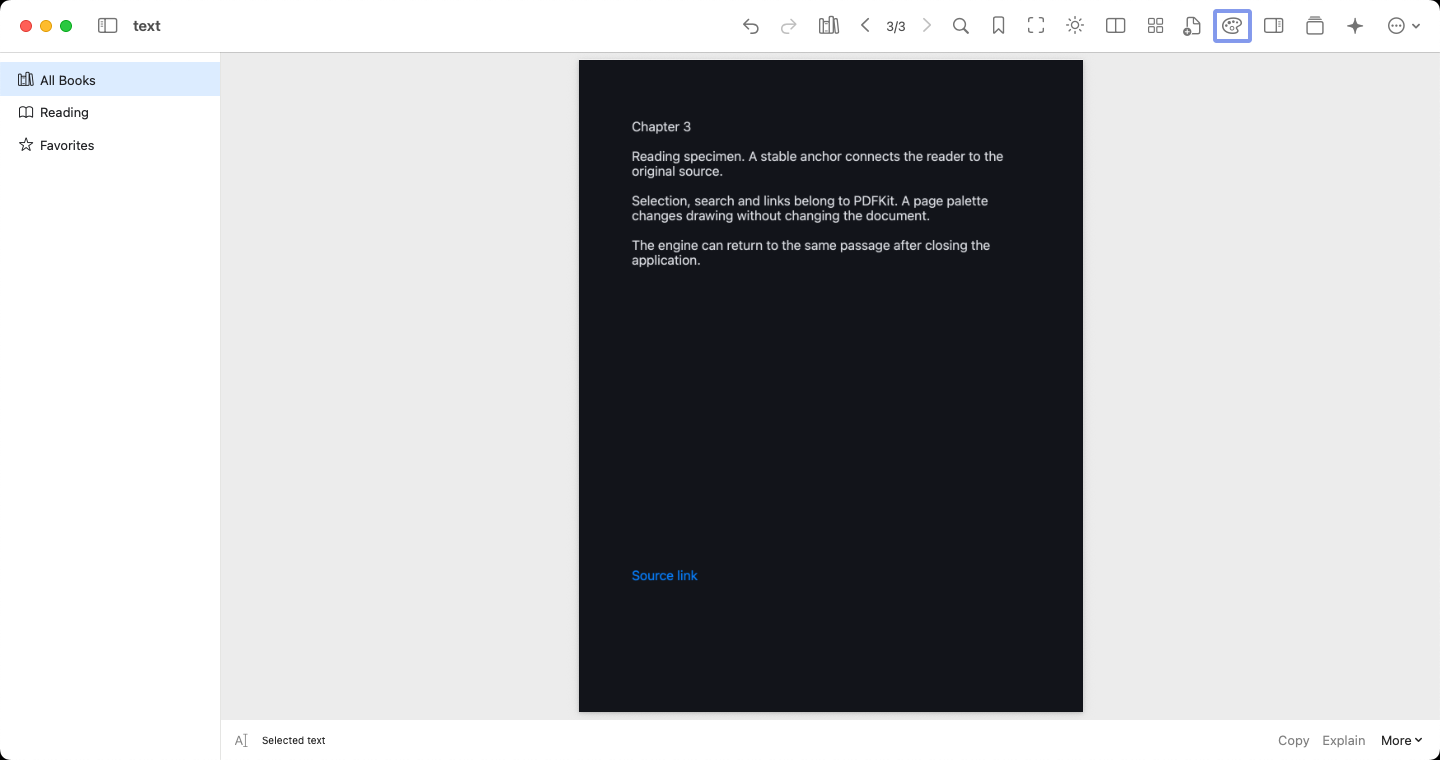 text
3/3
All Books
Reading
Favorites
Chapter 3
Reading specimen. A stable anchor connects the reader to the
original source.
Selection, search and links belong to PDFKit. A page palette
changes drawing without changing the document.
The engine can return to the same passage after closing the
application.
Source link
Selected text
Copy
Explain
More